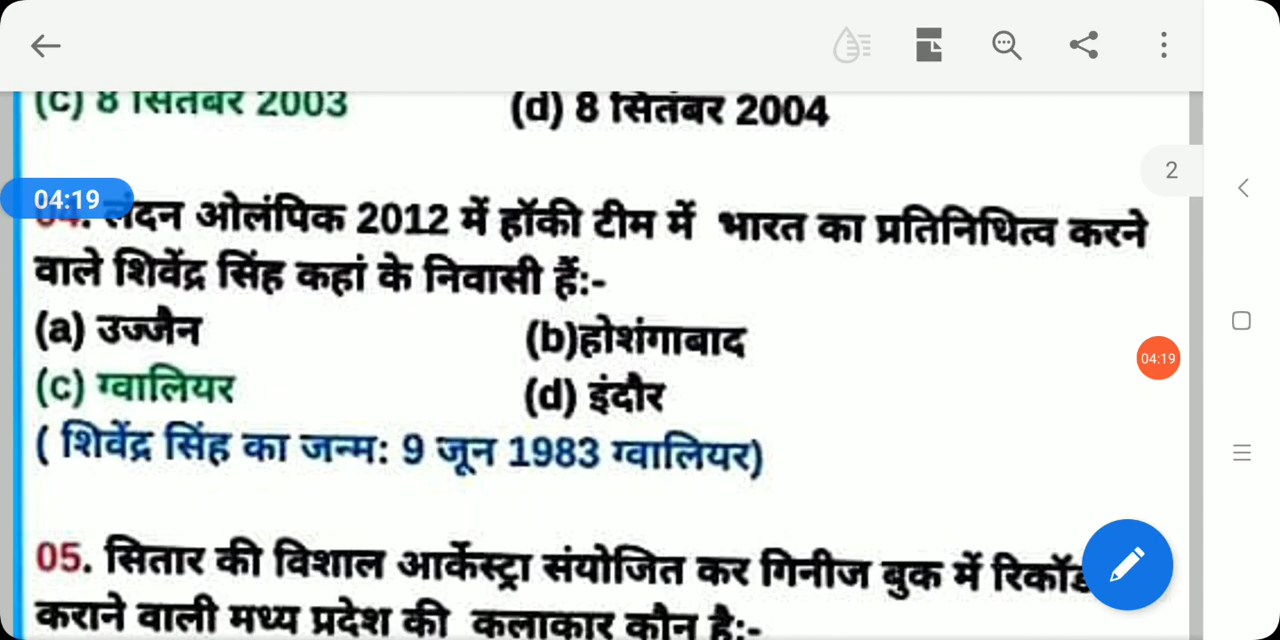 (c) 8 सितंबर 2003 (d) 8 सितंबर 2004
2
04:19
04. लंदन ओलंपिक 2012 में हॉकी टीम में भारत का प्रतिनिधित्व करने
वाले शिवेंद्र सिंह कहां के निवासी हैं:-
(a) उज्जैन (b)होशंगाबाद
04:19
(c) ग्वालियर (d) इंदौर
( शिवेंद्र सिंह का जन्म: 9 जून 1983 ग्वालियर)
05. सितार की विशाल आर्केस्ट्रा संयोजित कर गिनीज बुक में
कराने वाली मध्य प्रदेश की कलाकार कौन है:-